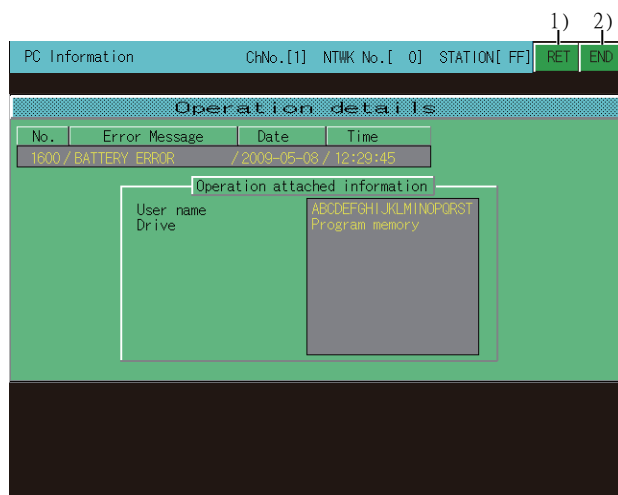 1) 2)
PC Information ChNo.[1] NTWK No.[ 0] STATION[ FF] RET END
Operation details
No. Error Message Date Time
1600 / BATTERY ERROR / 2009-05-08 / 12:29:45
Operation attached information
User name ABCDEFGHIJKLMINOPQRST
Drive Program memory